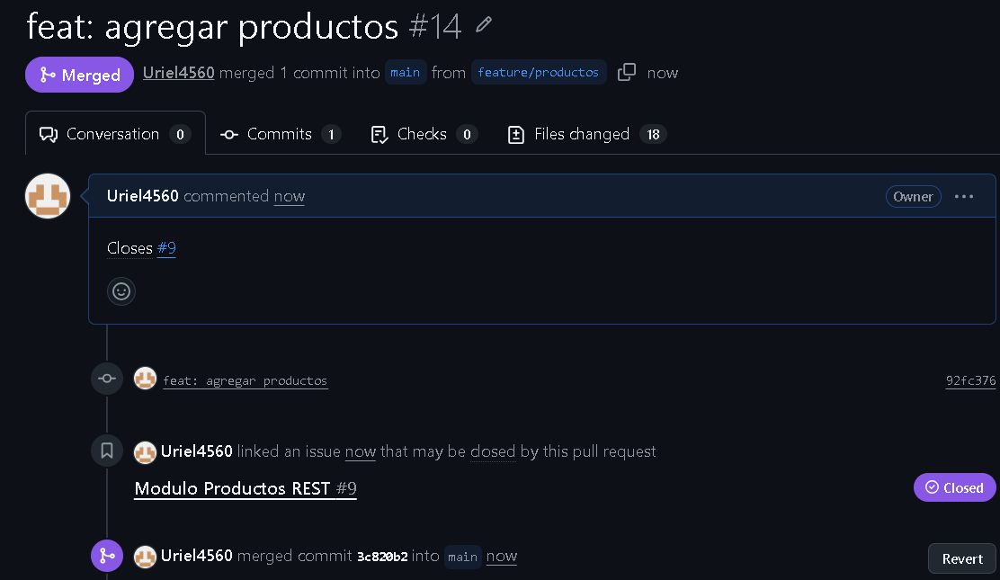 feat: agregar productos #14
Merged Uriel4560 merged 1 commit into main from feature/productos now
Conversation 0 Commits 1 Checks 0 Files changed 18
Uriel4560 commented now Owner
Closes #9
feat: agregar productos 92fc376
Uriel4560 linked an issue now that may be closed by this pull request
Modulo Productos REST #9 Closed
Uriel4560 merged commit 3c820b2 into main now Revert